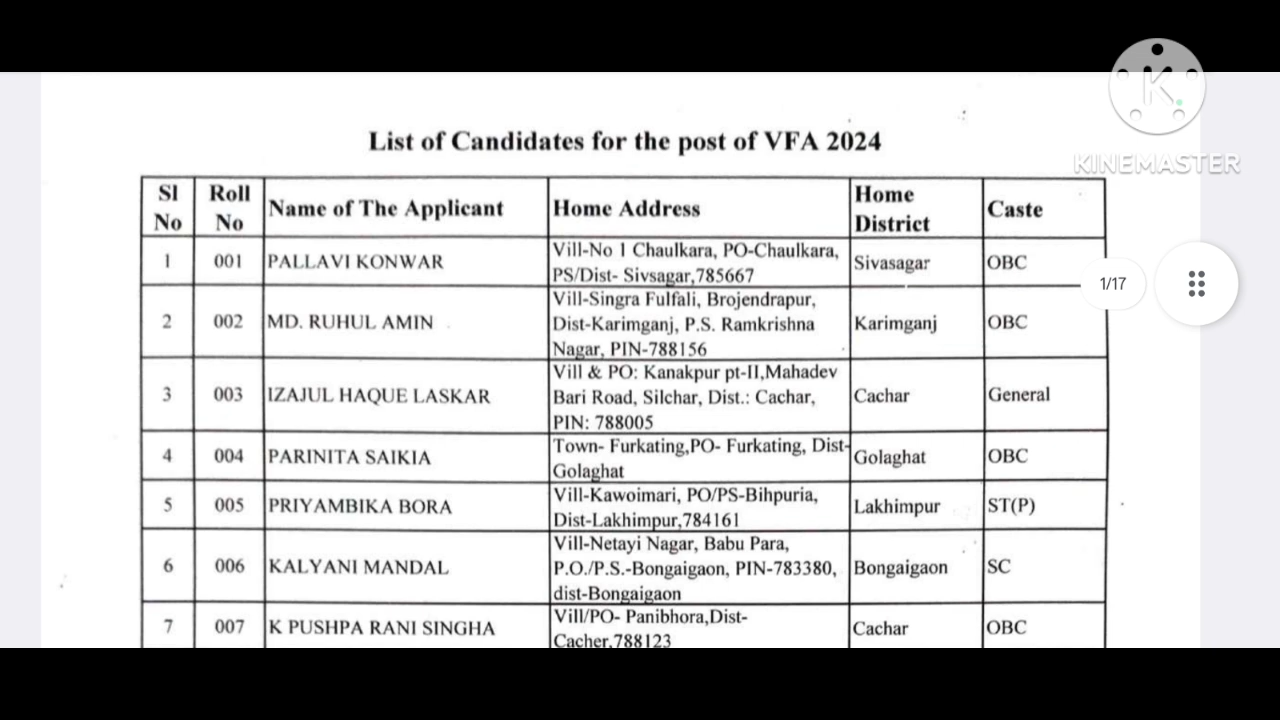 KINEMASTER
List of Candidates for the post of VFA 2024
Sl No | Roll No | Name of The Applicant | Home Address | Home District | Caste
1 | 001 | PALLAVI KONWAR | Vill-No 1 Chaulkara, PO-Chaulkara, PS/Dist- Sivsagar,785667 | Sivasagar | OBC
2 | 002 | MD. RUHUL AMIN | Vill-Singra Fulfali, Brojendrapur, Dist-Karimganj, P.S. Ramkrishna Nagar, PIN-788156 | Karimganj | OBC
3 | 003 | IZAJUL HAQUE LASKAR | Vill & PO: Kanakpur pt-II,Mahadev Bari Road, Silchar, Dist.: Cachar, PIN: 788005 | Cachar | General
4 | 004 | PARINITA SAIKIA | Town- Furkating,PO- Furkating, Dist- Golaghat | Golaghat | OBC
5 | 005 | PRIYAMBIKA BORA | Vill-Kawoimari, PO/PS-Bihpuria, Dist-Lakhimpur,784161 | Lakhimpur | ST(P)
6 | 006 | KALYANI MANDAL | Vill-Netayi Nagar, Babu Para, P.O./P.S.-Bongaigaon, PIN-783380, dist-Bongaigaon | Bongaigaon | SC
7 | 007 | K PUSHPA RANI SINGHA | Vill/PO- Panibhora,Dist- Cacher,788123 | Cachar | OBC
1/17